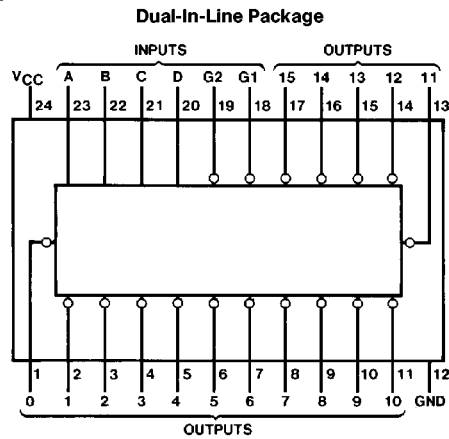 Dual-In-Line Package
INPUTS OUTPUTS
VCC A B C D G2 G1 15 14 13 12 11
24 23 22 21 20 19 18 17 16 15 14 13
1 2 3 4 5 6 7 8 9 10 11 12
0 1 2 3 4 5 6 7 8 9 10 GND
OUTPUTS